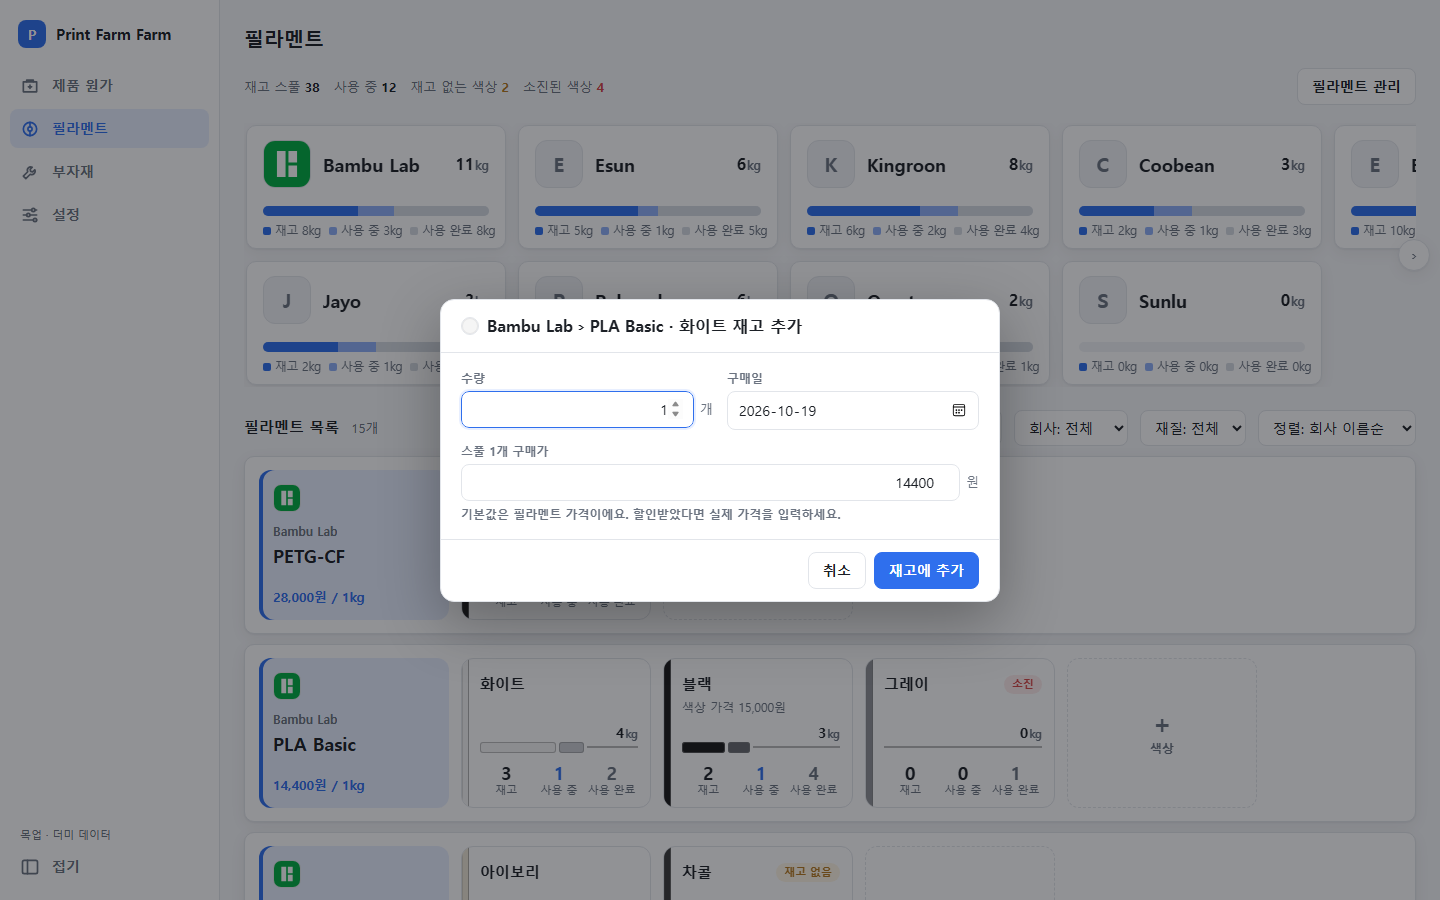 P Print Farm Farm
제품 원가
필라멘트
부자재
설정
목업 · 더미 데이터
접기
필라멘트
재고 스풀 38 사용 중 12 재고 없는 색상 2 소진된 색상 4
필라멘트 관리
Bambu Lab 11kg
재고 8kg 사용 중 3kg 사용 완료 8kg
E Esun 6kg
재고 5kg 사용 중 1kg 사용 완료 5kg
K Kingroon 8kg
재고 6kg 사용 중 2kg 사용 완료 4kg
C Coobean 3kg
재고 2kg 사용 중 1kg 사용 완료 3kg
E
재고 10kg
›
J Jayo
재고 2kg 사용 중 1kg
2kg
S Sunlu 0kg
재고 0kg 사용 중 0kg 사용 완료 0kg
Bambu Lab › PLA Basic · 화이트 재고 추가
수량
1 개
구매일
2026-10-19
스풀 1개 구매가
14400 원
기본값은 필라멘트 가격이에요. 할인받았다면 실제 가격을 입력하세요.
취소
재고에 추가
필라멘트 목록 15개
회사: 전체
재질: 전체
정렬: 회사 이름순
Bambu Lab
PETG-CF
28,000원 / 1kg
재고 사용 중 사용 완료
Bambu Lab
PLA Basic
14,400원 / 1kg
화이트
4kg
3 1 2
재고 사용 중 사용 완료
블랙
색상 가격 15,000원
3kg
2 1 4
재고 사용 중 사용 완료
그레이 소진
0kg
0 0 1
재고 사용 중 사용 완료
+
색상
아이보리
차콜 재고 없음